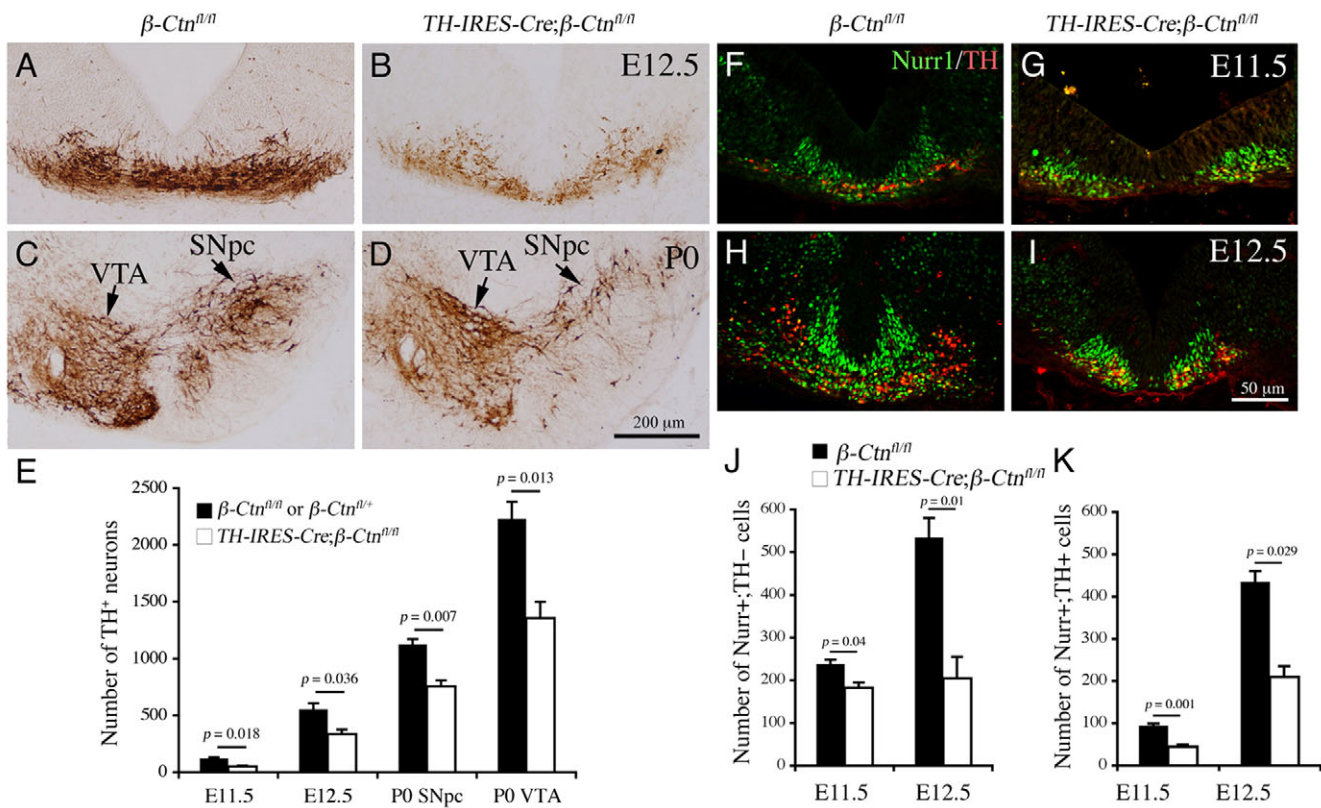 β-Ctn^fl/fl TH-IRES-Cre;β-Ctn^fl/fl β-Ctn^fl/fl TH-IRES-Cre;β-Ctn^fl/fl
A B E12.5 F Nurr1/TH G E11.5
C VTA SNpc D VTA SNpc P0 H I E12.5
200 μm 50 μm
E
Number of TH⁺ neurons
2500
2000
1500
1000
500
0
β-Ctn^fl/fl or β-Ctn^fl/+
TH-IRES-Cre;β-Ctn^fl/fl
p = 0.018
p = 0.036
p = 0.007
p = 0.013
E11.5 E12.5 P0 SNpc P0 VTA
J K
β-Ctn^fl/fl
TH-IRES-Cre;β-Ctn^fl/fl
Number of Nurr+;TH− cells
600
500
400
300
200
100
0
p = 0.04
p = 0.01
E11.5 E12.5
Number of Nurr+;TH+ cells
600
500
400
300
200
100
0
p = 0.001
p = 0.029
E11.5 E12.5